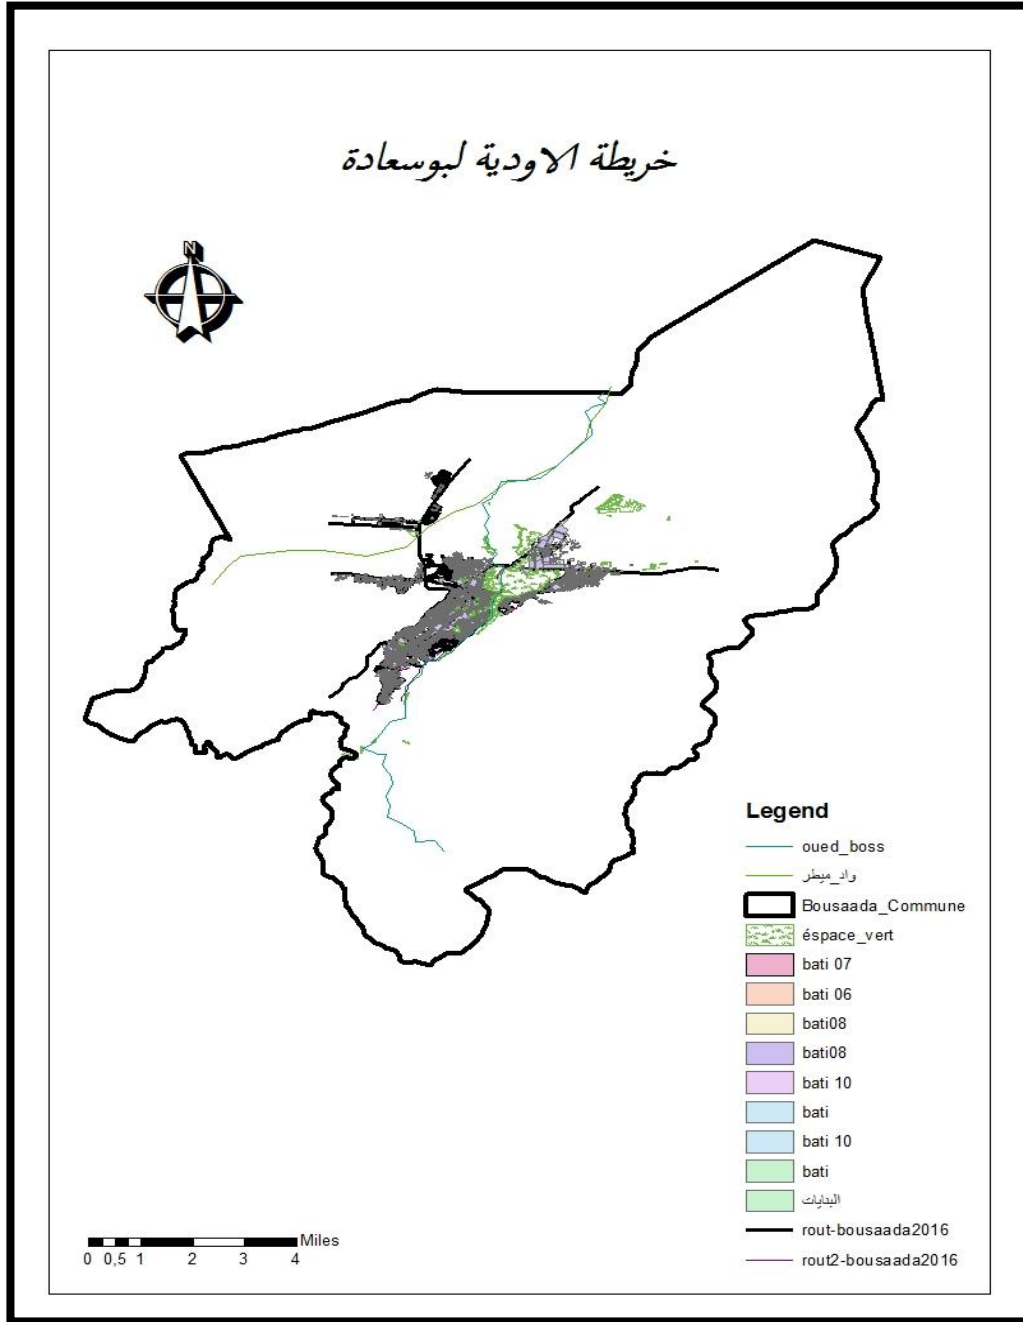 خريطة الاودية لبوسعادة
N
Legend
oued_boss
واد_ميطر
Bousaada_Commune
éspace_vert
bati 07
bati 06
bati08
bati08
bati 10
bati
bati 10
bati
البنايات
rout-bousaada2016
rout2-bousaada2016
Miles
0 0,5 1 2 3 4